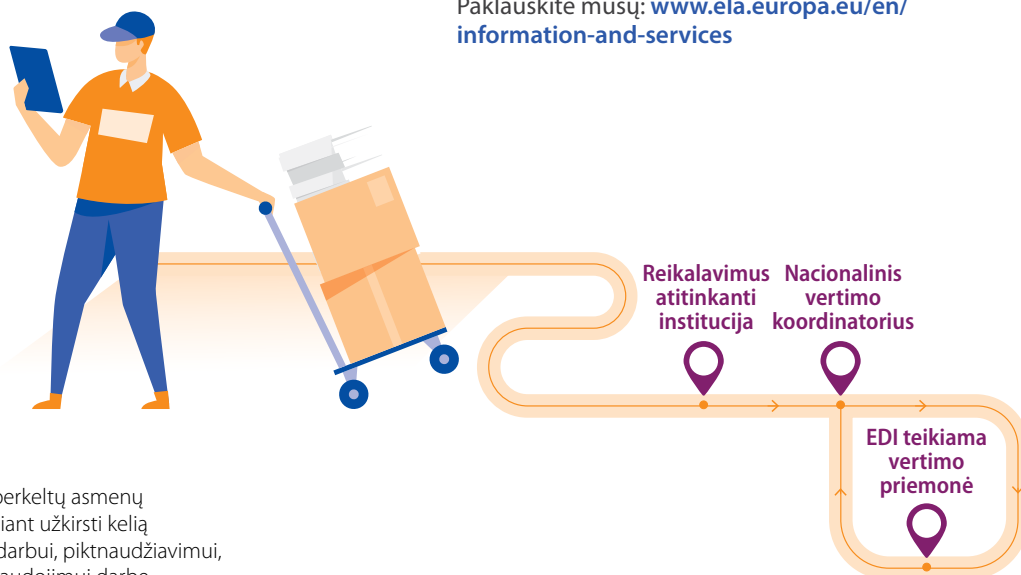 Paklauskite mūsų: www.ela.europa.eu/en/
information-and-services
Reikalavimus
atitinkanti
institucija
Nacionalinis
vertimo
koordinatorius
EDI teikiama
vertimo
priemonė
perkeltų asmenų
užkirsti kelią
darbui, piktnaudžiavimui,
darbe